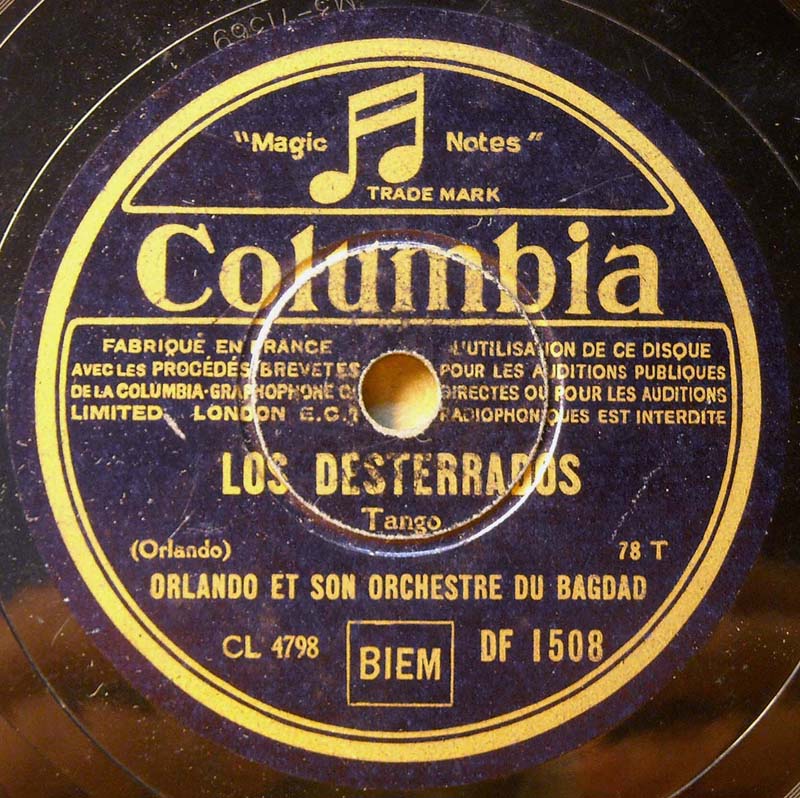 "Magic Notes"
TRADE MARK
Columbia
FABRIQUÉ EN FRANCE
AVEC LES PROCÉDÉS BREVETES
DE LA COLUMBIA-GRAPHOPHONE C
LIMITED. LONDON E.C.1
L'UTILISATION DE CE DISQUE
POUR LES AUDITIONS PUBLIQUES
DIRECTES OU POUR LES AUDITIONS
RADIOPHONIQUES EST INTERDITE
LOS DESTERRADOS
Tango
(Orlando)
78 T
ORLANDO ET SON ORCHESTRE DU BAGDAD
CL 4798
BIEM
DF 1508